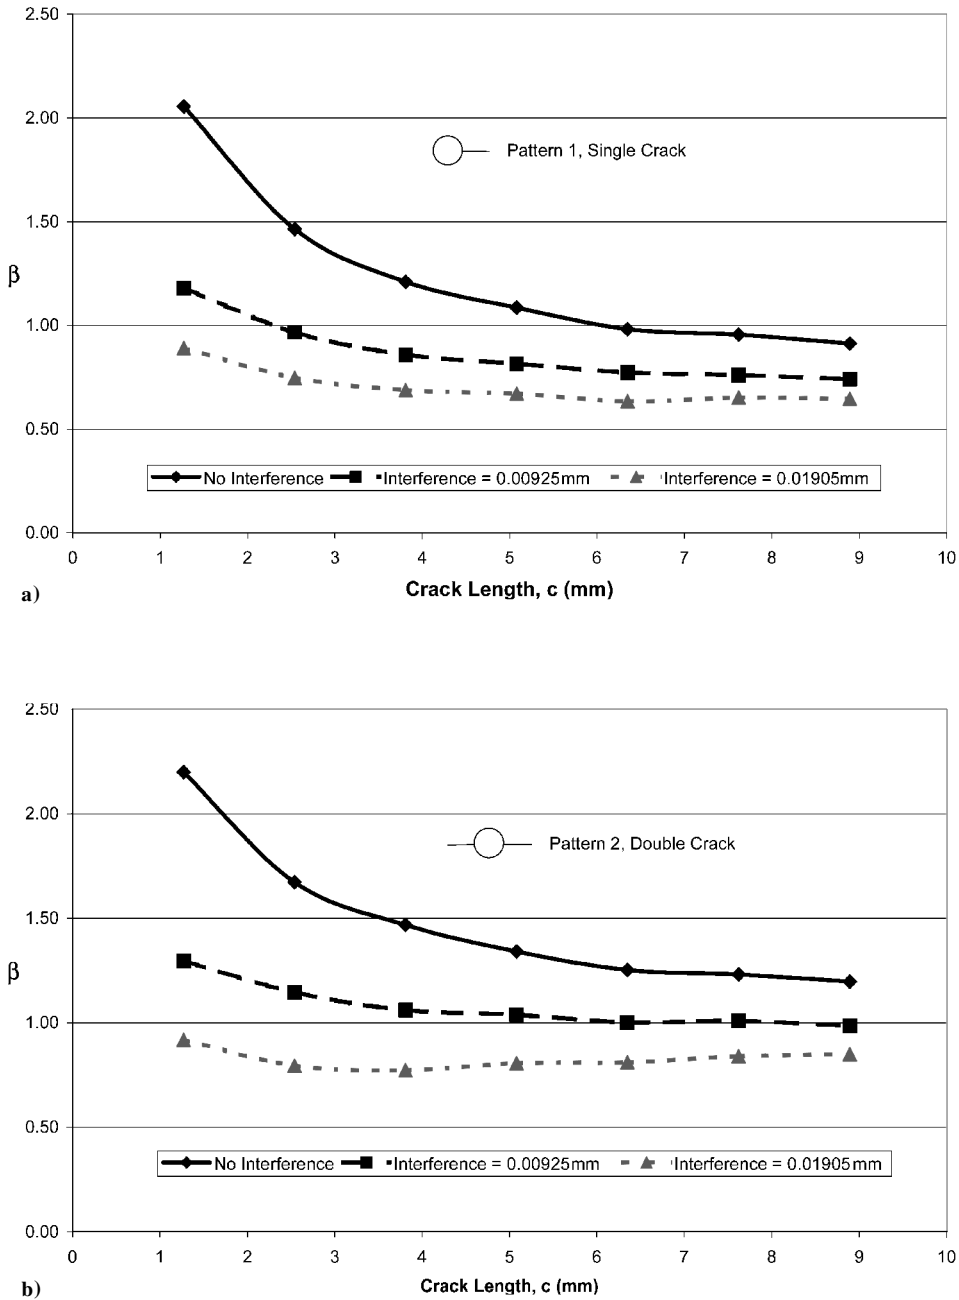 2.50
2.00
Pattern 1, Single Crack
1.50
β
1.00
0.50
No Interference Interference = 0.00925mm Interference = 0.01905mm
0.00
0 1 2 3 4 5 6 7 8 9 10
Crack Length, c (mm)
a)
2.50
2.00
Pattern 2, Double Crack
1.50
β
1.00
0.50
No Interference Interference = 0.00925mm Interference = 0.01905mm
0.00
0 1 2 3 4 5 6 7 8 9 10
Crack Length, c (mm)
b)